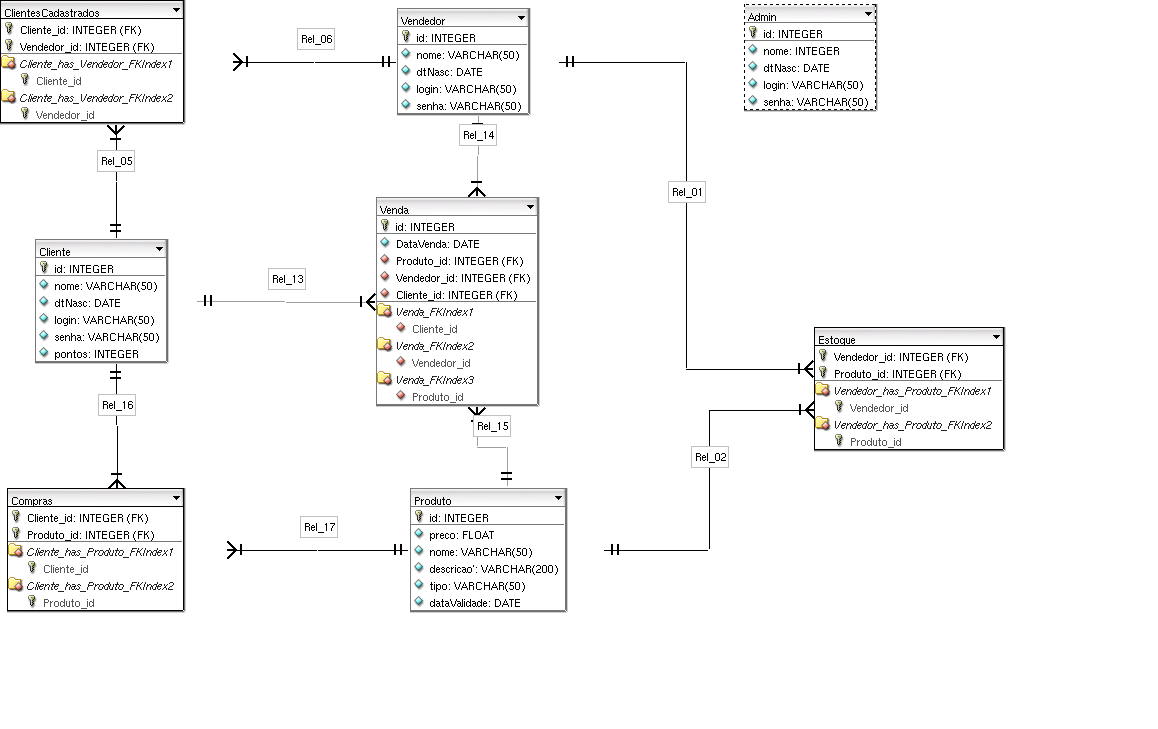 ClientesCadastrados
Cliente_id: INTEGER (FK)
Vendedor_id: INTEGER (FK)
Cliente_has_Vendedor_FKIndex1
Cliente_id
Cliente_has_Vendedor_FKIndex2
Vendedor_id
Rel_06
Vendedor
id: INTEGER
nome: VARCHAR(50)
dtNasc: DATE
login: VARCHAR(50)
senha: VARCHAR(50)
Admin
id: INTEGER
nome: INTEGER
dtNasc: DATE
login: VARCHAR(50)
senha: VARCHAR(50)
Rel_05
Rel_14
Rel_01
Cliente
id: INTEGER
nome: VARCHAR(50)
dtNasc: DATE
login: VARCHAR(50)
senha: VARCHAR(50)
pontos: INTEGER
Rel_13
Venda
id: INTEGER
DataVenda: DATE
Produto_id: INTEGER (FK)
Vendedor_id: INTEGER (FK)
Cliente_id: INTEGER (FK)
Venda_FKIndex1
Cliente_id
Venda_FKIndex2
Vendedor_id
Venda_FKIndex3
Produto_id
Estoque
Vendedor_id: INTEGER (FK)
Produto_id: INTEGER (FK)
Vendedor_has_Produto_FKIndex1
Vendedor_id
Vendedor_has_Produto_FKIndex2
Produto_id
Rel_16
Rel_15
Rel_02
Compras
Cliente_id: INTEGER (FK)
Produto_id: INTEGER (FK)
Cliente_has_Produto_FKIndex1
Cliente_id
Cliente_has_Produto_FKIndex2
Produto_id
Rel_17
Produto
id: INTEGER
preco: FLOAT
nome: VARCHAR(50)
descricao': VARCHAR(200)
tipo: VARCHAR(50)
dataValidade: DATE